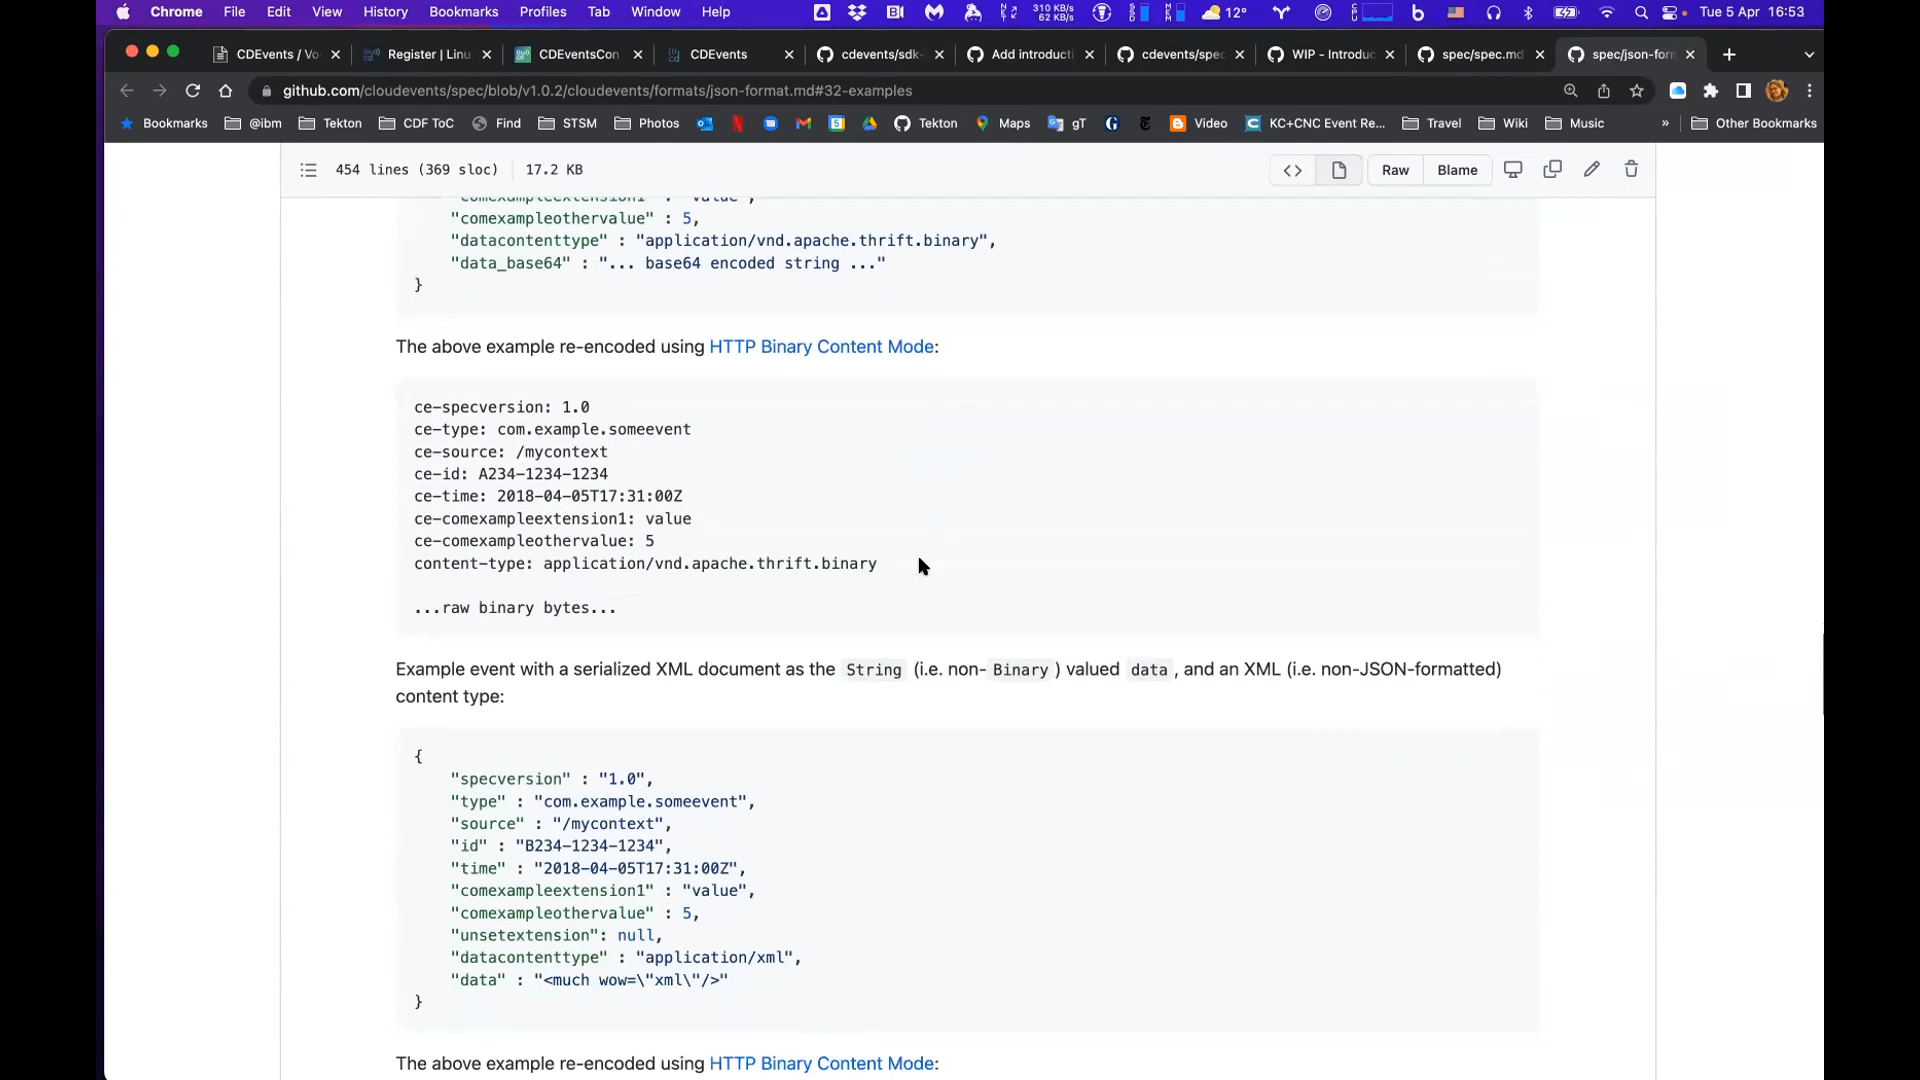 Chrome File Edit View History Bookmarks Profiles Tab Window Help 310 KB/s 62 KB/s 12° Tue 5 Apr 16:53
CDEvents / Vo Register | Linu CDEventsCon CDEvents cdevents/sdk- Add introducti cdevents/spec WIP - Introduc spec/spec.md spec/json-forn
github.com/cloudevents/spec/blob/v1.0.2/cloudevents/formats/json-format.md#32-examples
Bookmarks @ibm Tekton CDF ToC Find STSM Photos Tekton Maps gT Video KC+CNC Event Re... Travel Wiki Music » Other Bookmarks
454 lines (369 sloc) 17.2 KB Raw Blame
"comexampleextension1" : "value",
"comexampleothervalue" : 5,
"datacontenttype" : "application/vnd.apache.thrift.binary",
"data_base64" : "... base64 encoded string ..."
}
The above example re-encoded using HTTP Binary Content Mode:
ce-specversion: 1.0
ce-type: com.example.someevent
ce-source: /mycontext
ce-id: A234-1234-1234
ce-time: 2018-04-05T17:31:00Z
ce-comexampleextension1: value
ce-comexampleothervalue: 5
content-type: application/vnd.apache.thrift.binary
...raw binary bytes...
Example event with a serialized XML document as the String (i.e. non- Binary ) valued data , and an XML (i.e. non-JSON-formatted)
content type:
{
"specversion" : "1.0",
"type" : "com.example.someevent",
"source" : "/mycontext",
"id" : "B234-1234-1234",
"time" : "2018-04-05T17:31:00Z",
"comexampleextension1" : "value",
"comexampleothervalue" : 5,
"unsetextension": null,
"datacontenttype" : "application/xml",
"data" : "<much wow=\"xml\"/>"
}
The above example re-encoded using HTTP Binary Content Mode: